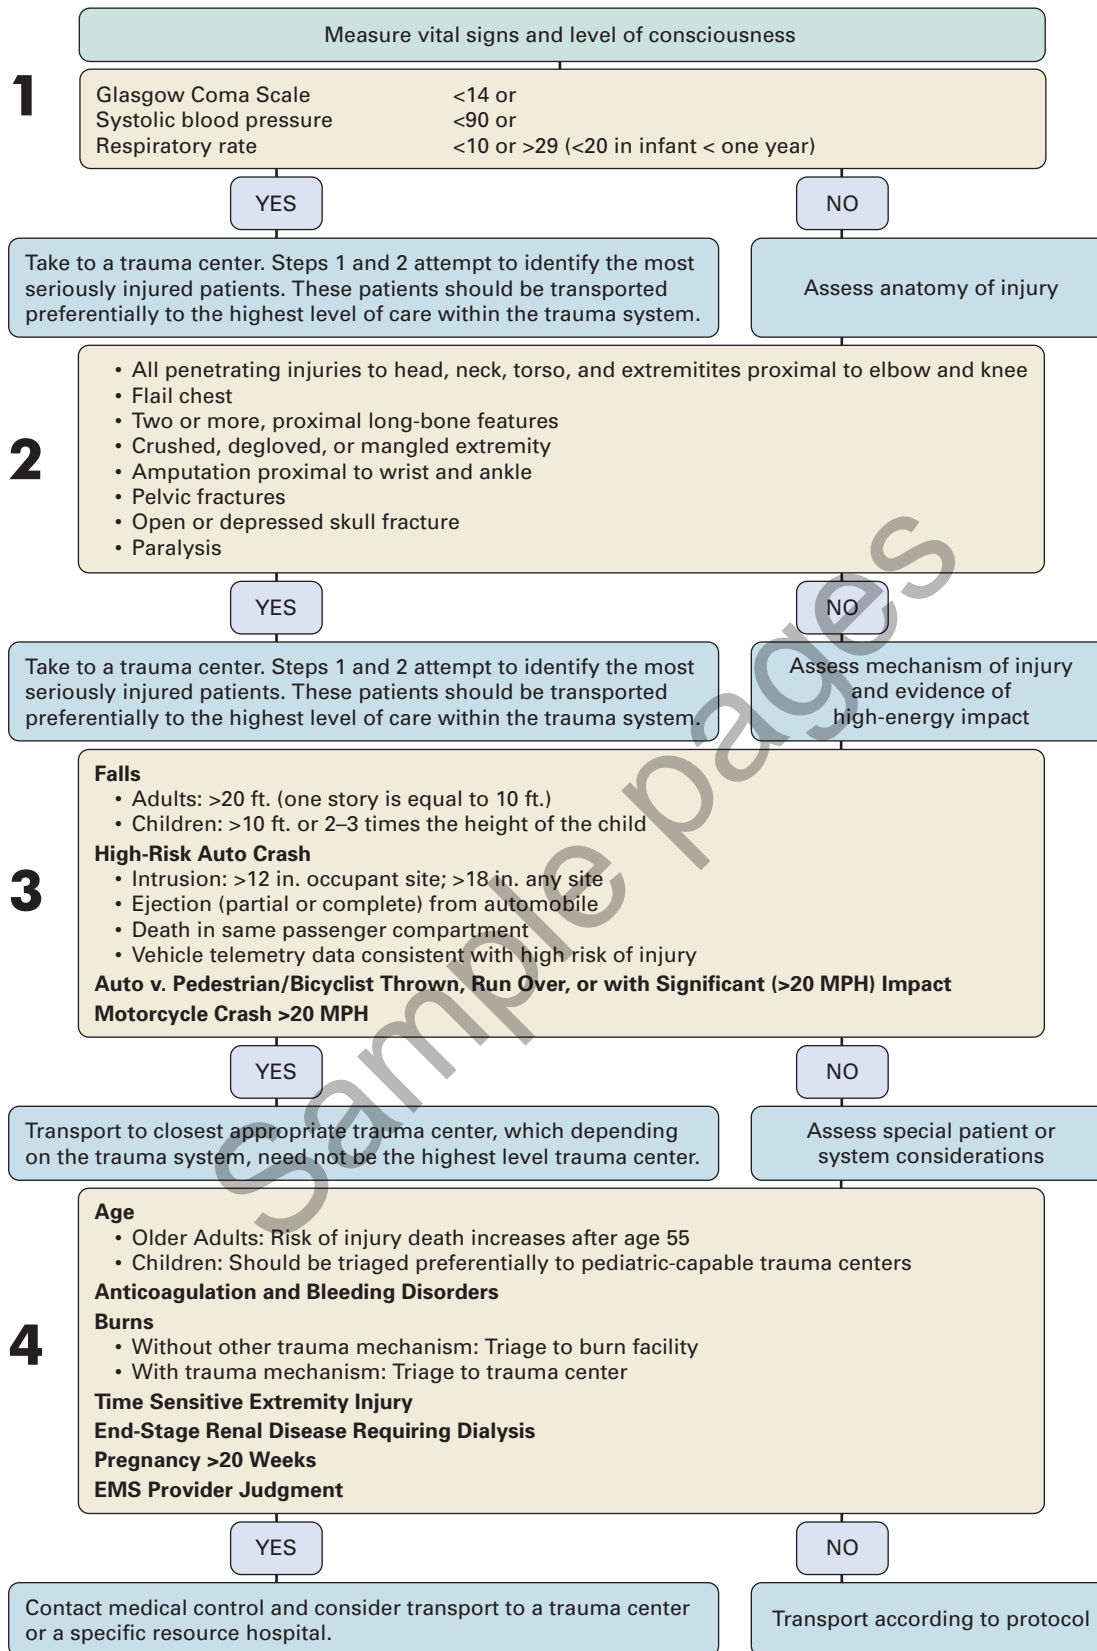 Measure vital signs and level of consciousness
1
Glasgow Coma Scale <14 or
Systolic blood pressure <90 or
Respiratory rate <10 or >29 (<20 in infant < one year)
YES
NO
Take to a trauma center. Steps 1 and 2 attempt to identify the most
seriously injured patients. These patients should be transported
preferentially to the highest level of care within the trauma system.
Assess anatomy of injury
2
• All penetrating injuries to head, neck, torso, and extremitites proximal to elbow and knee
• Flail chest
• Two or more, proximal long-bone features
• Crushed, degloved, or mangled extremity
• Amputation proximal to wrist and ankle
• Pelvic fractures
• Open or depressed skull fracture
• Paralysis
YES
NO
Take to a trauma center. Steps 1 and 2 attempt to identify the most
seriously injured patients. These patients should be transported
preferentially to the highest level of care within the trauma system.
Assess mechanism of injury
and evidence of
high-energy impact
3
Falls
• Adults: >20 ft. (one story is equal to 10 ft.)
• Children: >10 ft. or 2–3 times the height of the child
High-Risk Auto Crash
• Intrusion: >12 in. occupant site; >18 in. any site
• Ejection (partial or complete) from automobile
• Death in same passenger compartment
• Vehicle telemetry data consistent with high risk of injury
Auto v. Pedestrian/Bicyclist Thrown, Run Over, or with Significant (>20 MPH) Impact
Motorcycle Crash >20 MPH
YES
NO
Transport to closest appropriate trauma center, which depending
on the trauma system, need not be the highest level trauma center.
Assess special patient or
system considerations
4
Age
• Older Adults: Risk of injury death increases after age 55
• Children: Should be triaged preferentially to pediatric-capable trauma centers
Anticoagulation and Bleeding Disorders
Burns
• Without other trauma mechanism: Triage to burn facility
• With trauma mechanism: Triage to trauma center
Time Sensitive Extremity Injury
End-Stage Renal Disease Requiring Dialysis
Pregnancy >20 Weeks
EMS Provider Judgment
YES
NO
Contact medical control and consider transport to a trauma center
or a specific resource hospital.
Transport according to protocol
Sample pages